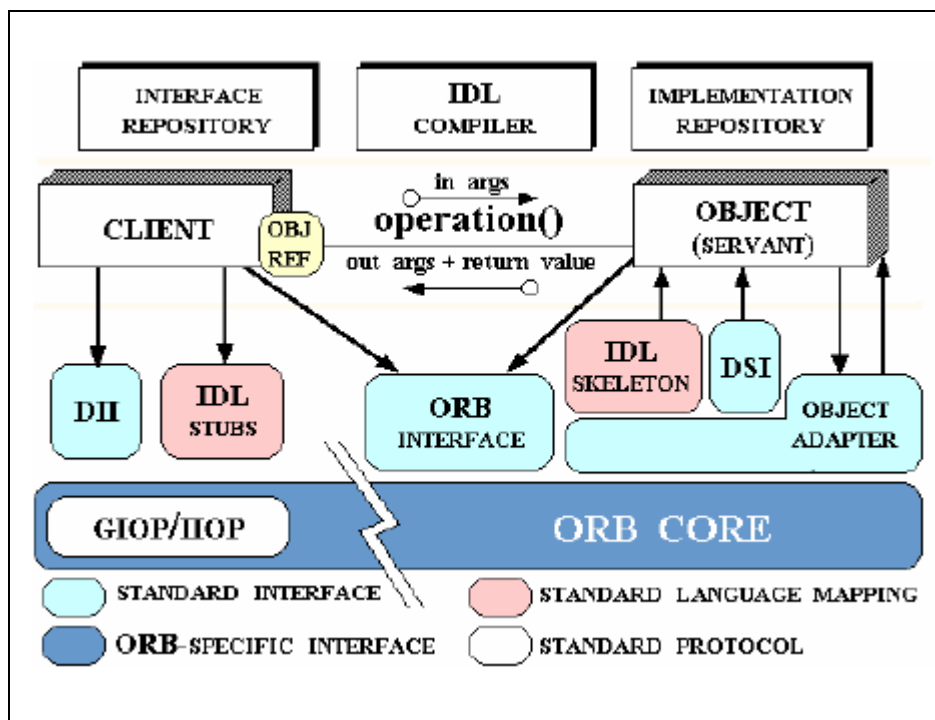 INTERFACE
REPOSITORY
IDL
COMPILER
IMPLEMENTATION
REPOSITORY
CLIENT
OBJ
REF
in args
operation()
out args + return value
OBJECT
(SERVANT)
DII
IDL
STUBS
ORB
INTERFACE
IDL
SKELETON
DSI
OBJECT
ADAPTER
GIOP/IIOP
ORB CORE
STANDARD INTERFACE
STANDARD LANGUAGE MAPPING
ORB-SPECIFIC INTERFACE
STANDARD PROTOCOL